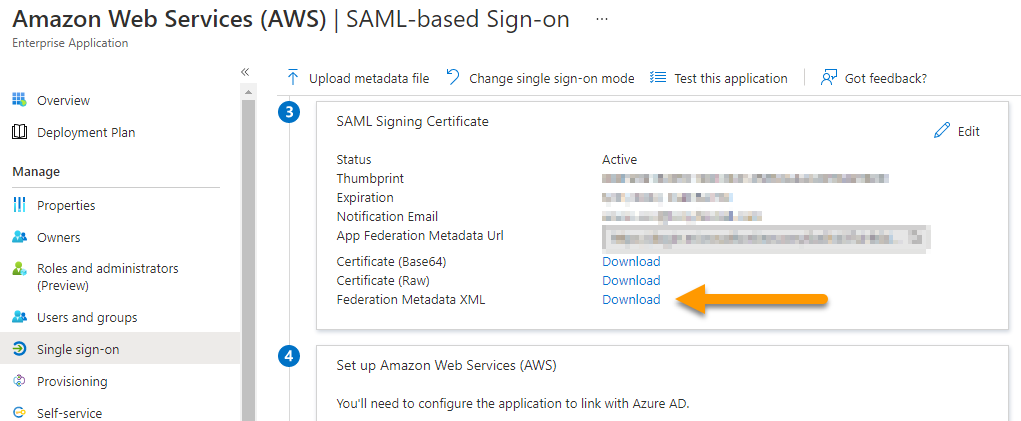 Amazon Web Services (AWS) | SAML-based Sign-on ...
Enterprise Application
Upload metadata file Change single sign-on mode Test this application Got feedback?
Overview
Deployment Plan
Manage
Properties
Owners
Roles and administrators
(Preview)
Users and groups
Single sign-on
Provisioning
Self-service
3
SAML Signing Certificate
Edit
Status Active
Thumbprint
Expiration
Notification Email
App Federation Metadata Url
Certificate (Base64) Download
Certificate (Raw) Download
Federation Metadata XML Download
4
Set up Amazon Web Services (AWS)
You'll need to configure the application to link with Azure AD.